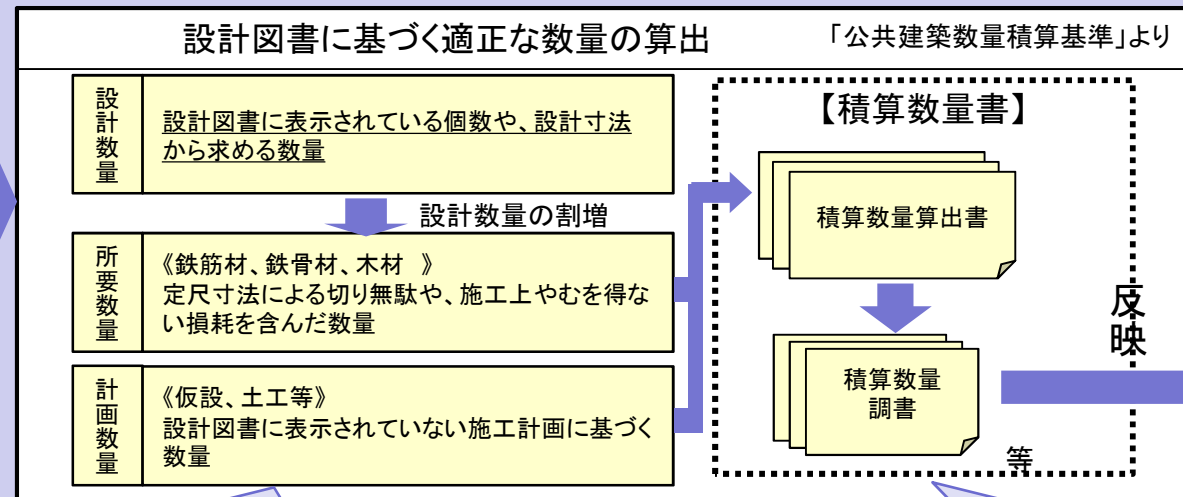 設計図書に基づく適正な数量の算出
「公共建築数量積算基準」より
設計数量
設計図書に表示されている個数や、設計寸法
から求める数量
設計数量の割増
所要数量
《鉄筋材、鉄骨材、木材　》
定尺寸法による切り無駄や、施工上やむを得な
い損耗を含んだ数量
計画数量
《仮設、土工等》
設計図書に表示されていない施工計画に基づく
数量
【積算数量書】
積算数量算出書
積算数量
調書
等
反映